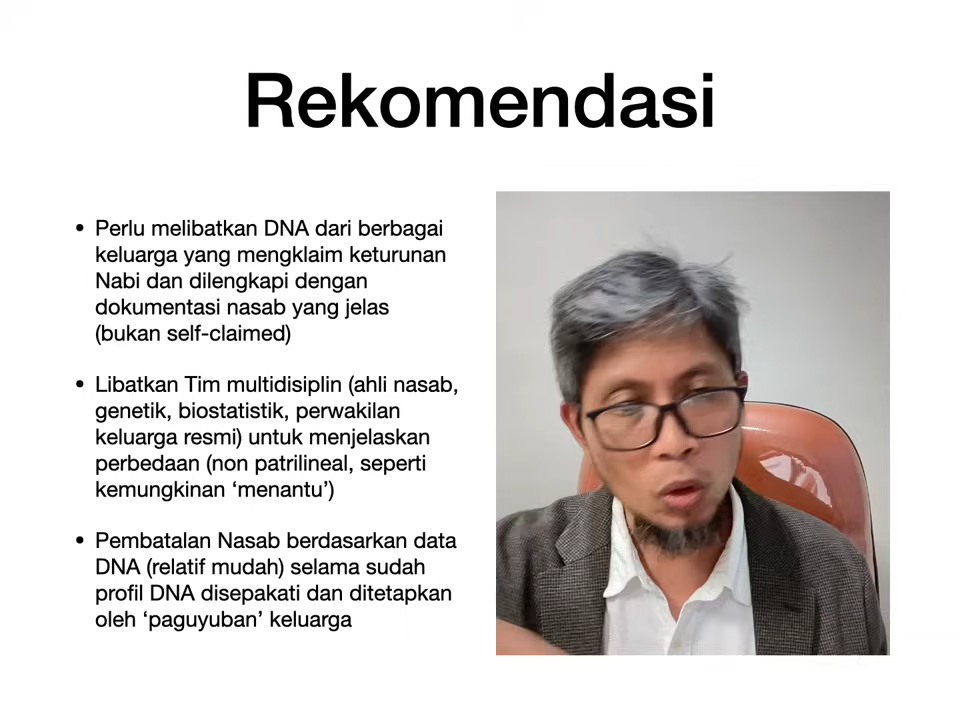 Rekomendasi
• Perlu melibatkan DNA dari berbagai
keluarga yang mengklaim keturunan
Nabi dan dilengkapi dengan
dokumentasi nasab yang jelas
(bukan self-claimed)
• Libatkan Tim multidisiplin (ahli nasab,
genetik, biostatistik, perwakilan
keluarga resmi) untuk menjelaskan
perbedaan (non patrilineal, seperti
kemungkinan ‘menantu’)
• Pembatalan Nasab berdasarkan data
DNA (relatif mudah) selama sudah
profil DNA disepakati dan ditetapkan
oleh ‘paguyuban’ keluarga